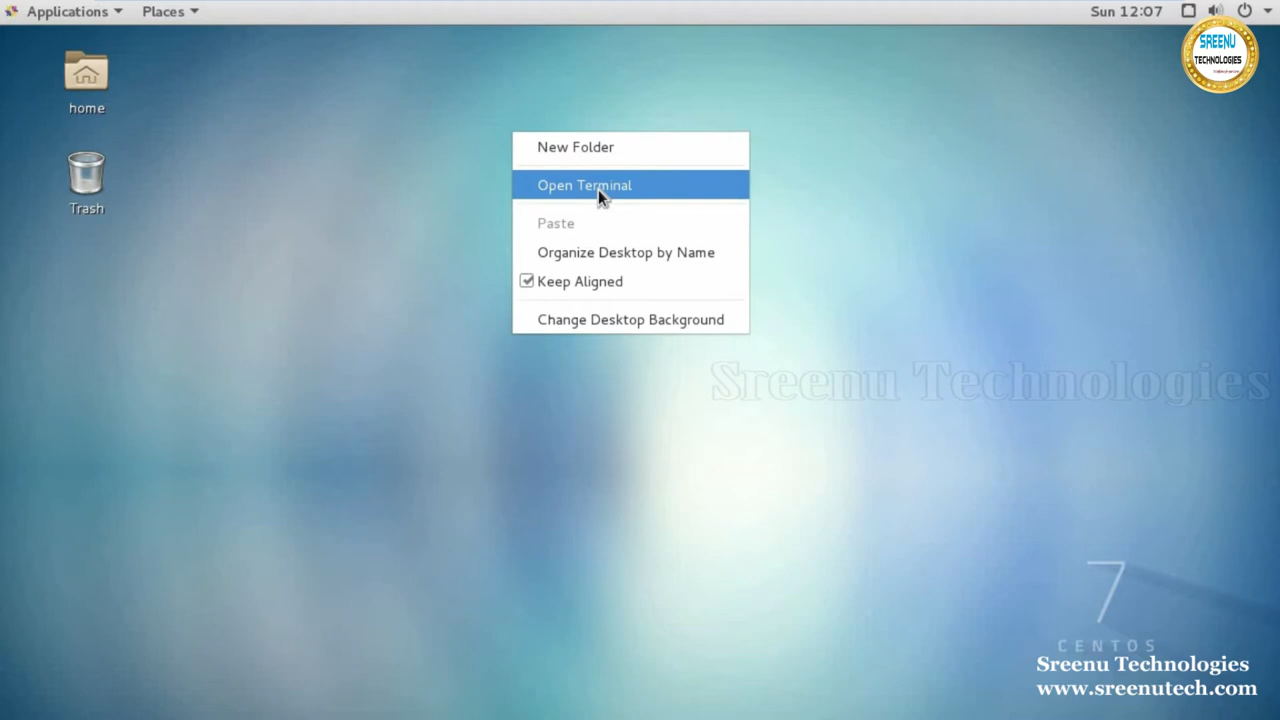 Applications
Places
Sun 12:07
SREENU
TECHNOLOGIES
home
Trash
New Folder
Open Terminal
Paste
Organize Desktop by Name
Keep Aligned
Change Desktop Background
Sreenu Technologies
7
CENTOS
Sreenu Technologies
www.sreenutech.com